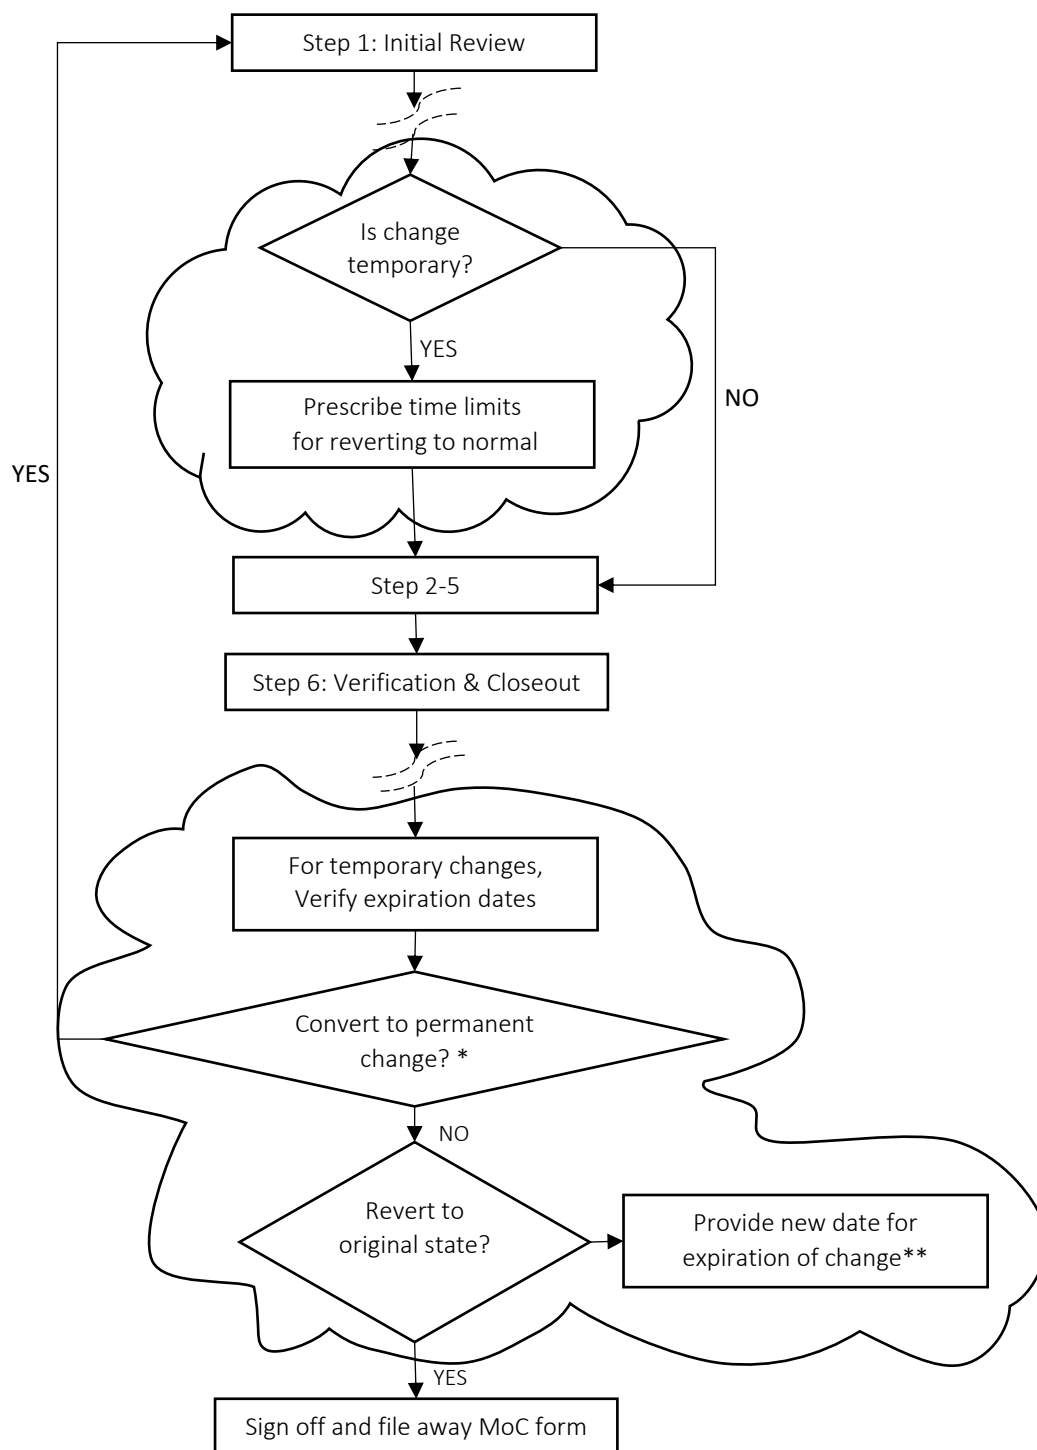 Step 1: Initial Review
Is change
temporary?
YES
Prescribe time limits
for reverting to normal
NO
YES
Step 2-5
Step 6: Verification & Closeout
For temporary changes,
Verify expiration dates
Convert to permanent
change? *
NO
Revert to
original state?
Provide new date for
expiration of change**
YES
Sign off and file away MoC form